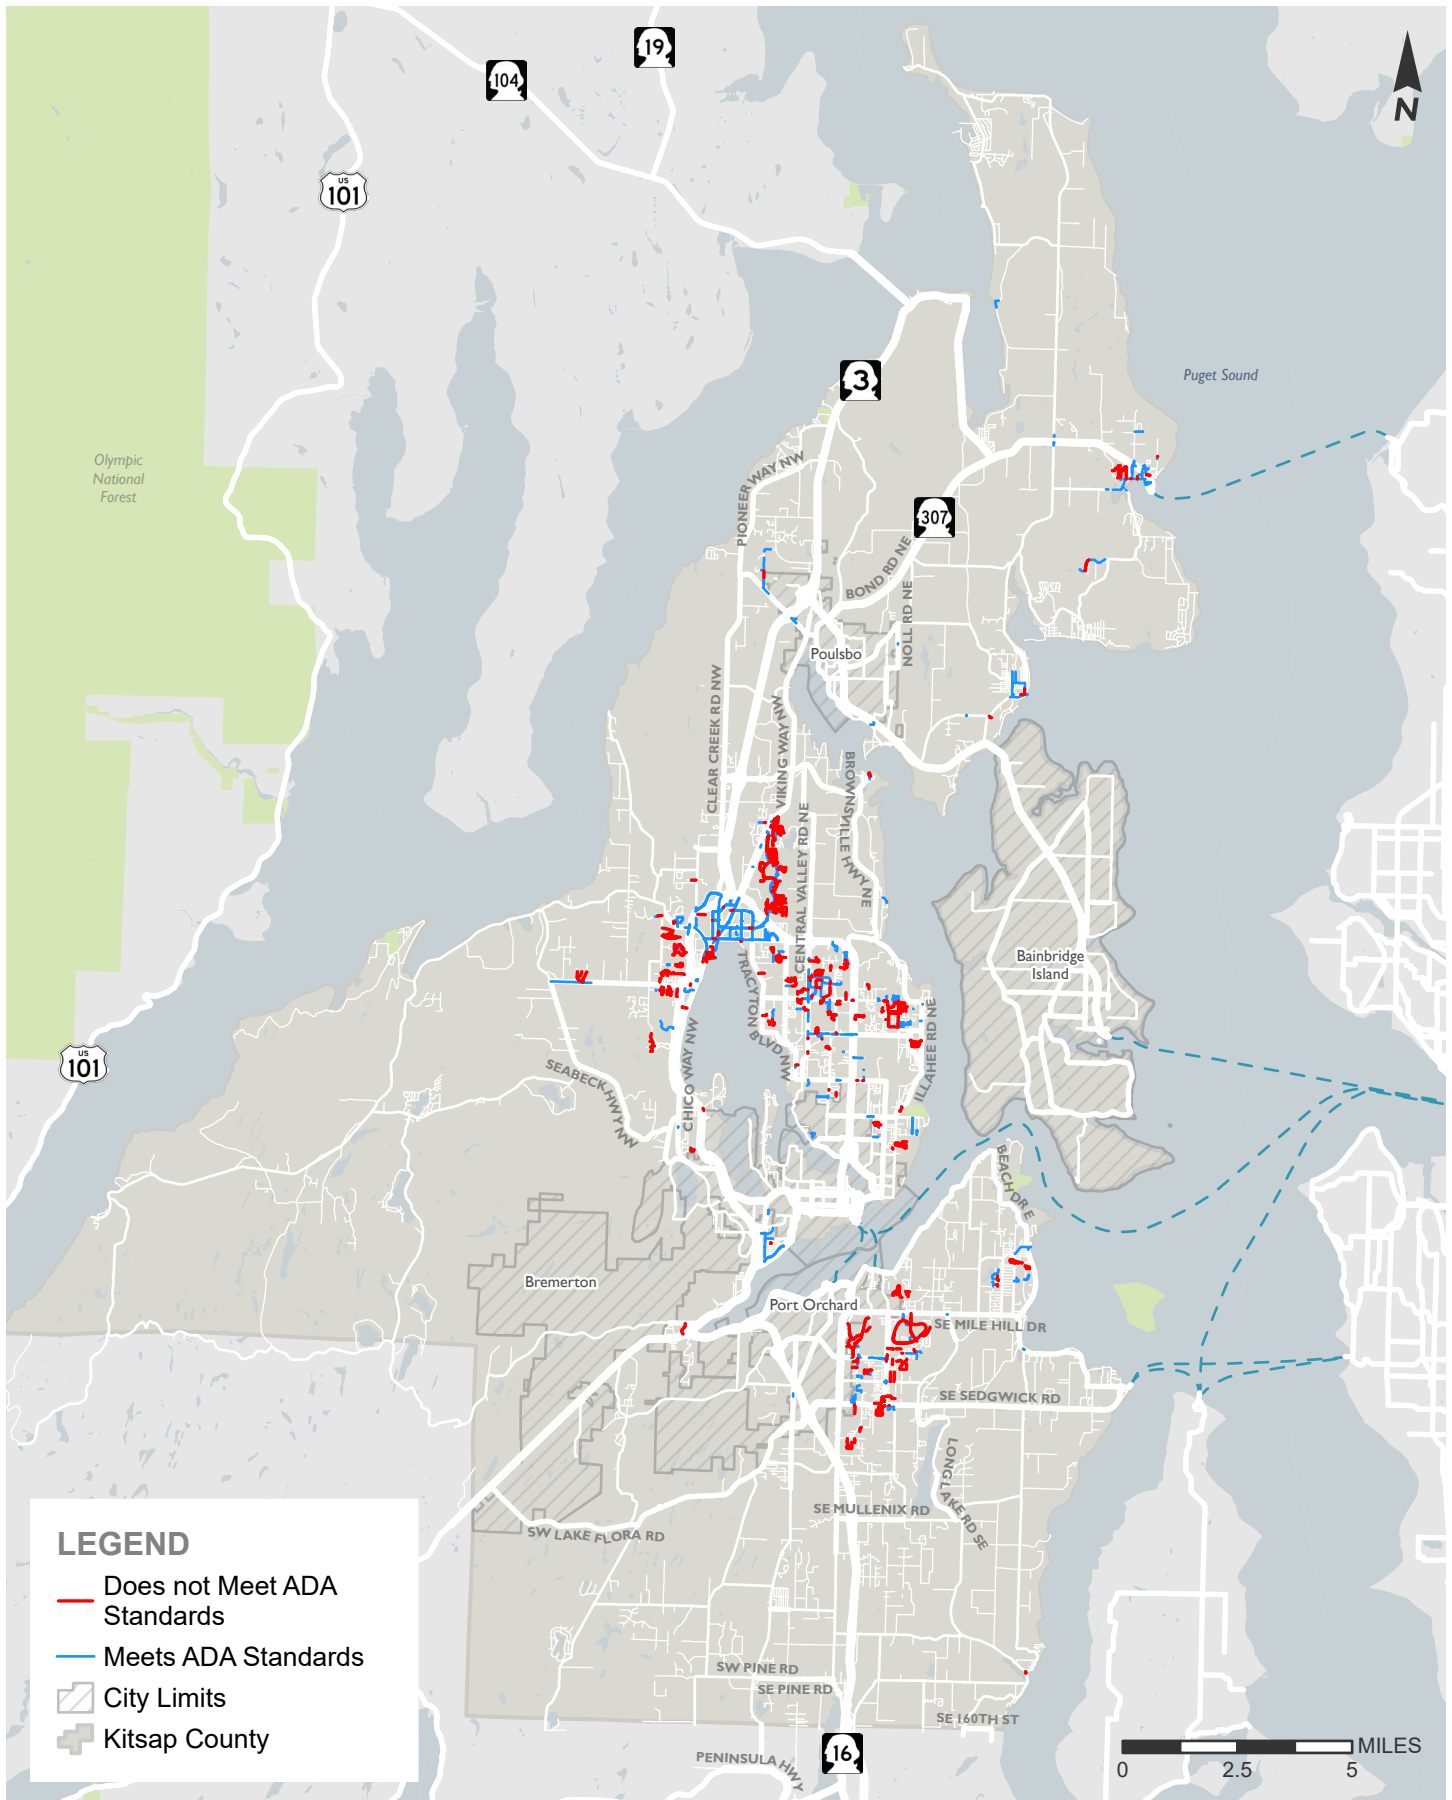 19
104
N
US
101
3
Puget Sound
Olympic
National
Forest
PIONEER WAY NW
307
BOND RD NE
NOLL RD NE
Poulsbo
CLEAR CREEK RD NW
VIKING WAY NW
BROWNSVILLE HWY NE
CENTRAL VALLEY RD NE
TRACYTON BLVD NW
Bainbridge
Island
ILLAHEE RD NE
CHICO WAY NW
US
101
SEABECK HWY NW
BEACH DR E
Bremerton
Port Orchard
SE MILE HILL DR
SE SEDGWICK RD
LONG LAKE RD SE
SE MULLENIX RD
SW LAKE FLORA RD
SW PINE RD
SE PINE RD
SE 160TH ST
PENINSULA HWY
16
LEGEND
Does not Meet ADA
Standards
Meets ADA Standards
City Limits
Kitsap County
MILES
0 2.5 5